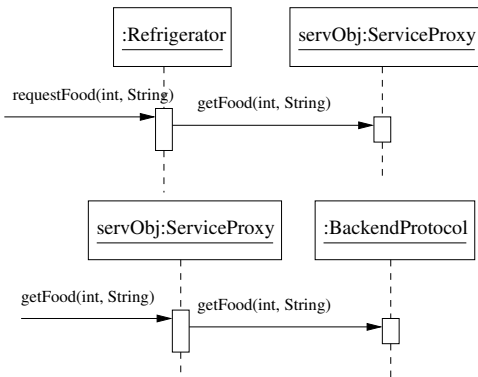 :Refrigerator
servObj:ServiceProxy
requestFood(int, String)
getFood(int, String)
servObj:ServiceProxy
:BackendProtocol
getFood(int, String)
getFood(int, String)